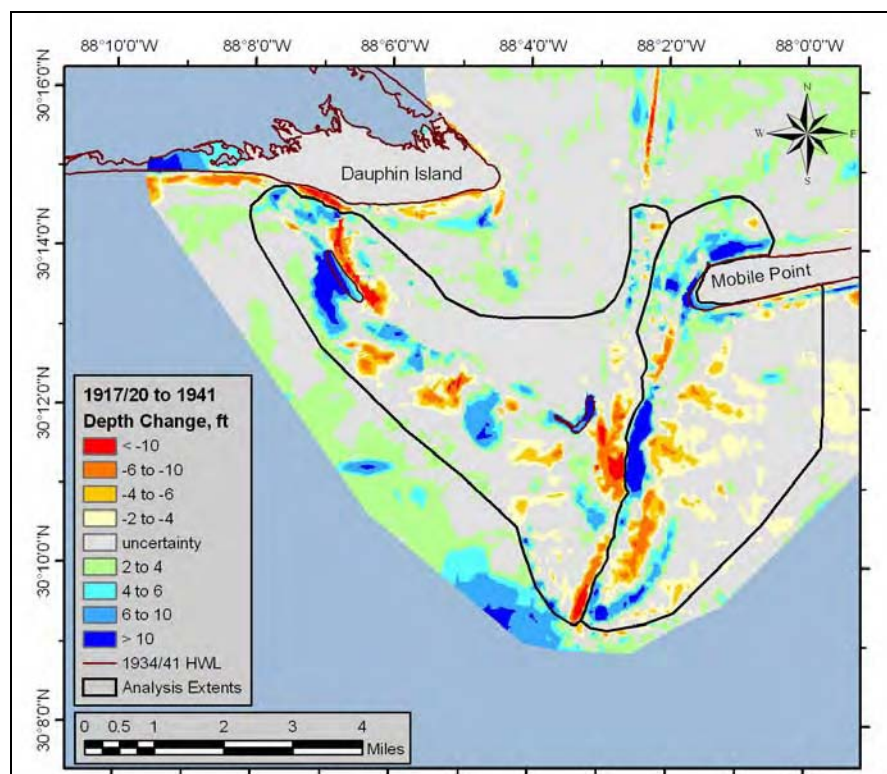 88°10'0"W 88°8'0"W 88°6'0"W 88°4'0"W 88°2'0"W 88°0'0"W
30°16'0"N
30°14'0"N
30°12'0"N
30°10'0"N
30°8'0"N
N
W E
S
Dauphin Island
Mobile Point
1917/20 to 1941
Depth Change, ft
< -10
-6 to -10
-4 to -6
-2 to -4
uncertainty
2 to 4
4 to 6
6 to 10
> 10
1934/41 HWL
Analysis Extents
0 0.5 1 2 3 4
Miles